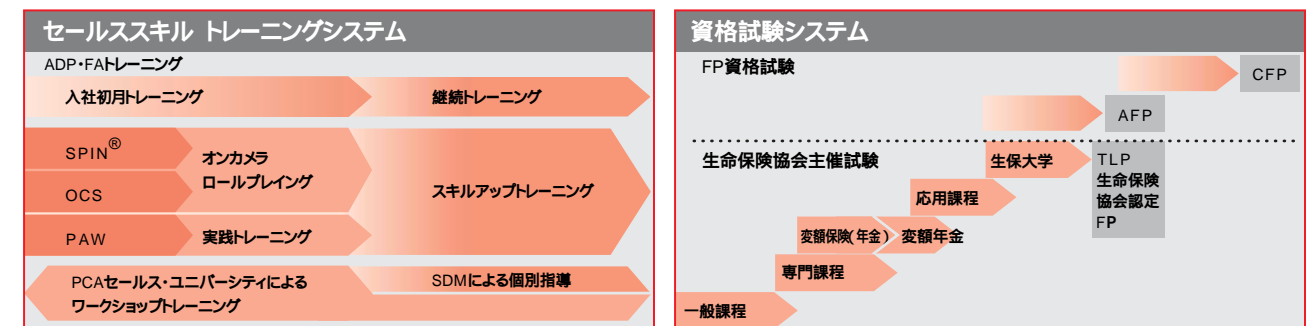 セールススキル トレーニングシステム
ADP・FAトレーニング
入社初月トレーニング
継続トレーニング
SPIN®
OCS
PAW
オンカメラ
ロールプレイング
実践トレーニング
スキルアップトレーニング
PCAセールス・ユニバーシティによる
ワークショップトレーニング
SDMによる個別指導
資格試験システム
FP資格試験
CFP
AFP
生命保険協会主催試験
生保大学
TLP
生命保険
協会認定
FP
応用課程
変額保険(年金)
変額年金
専門課程
一般課程